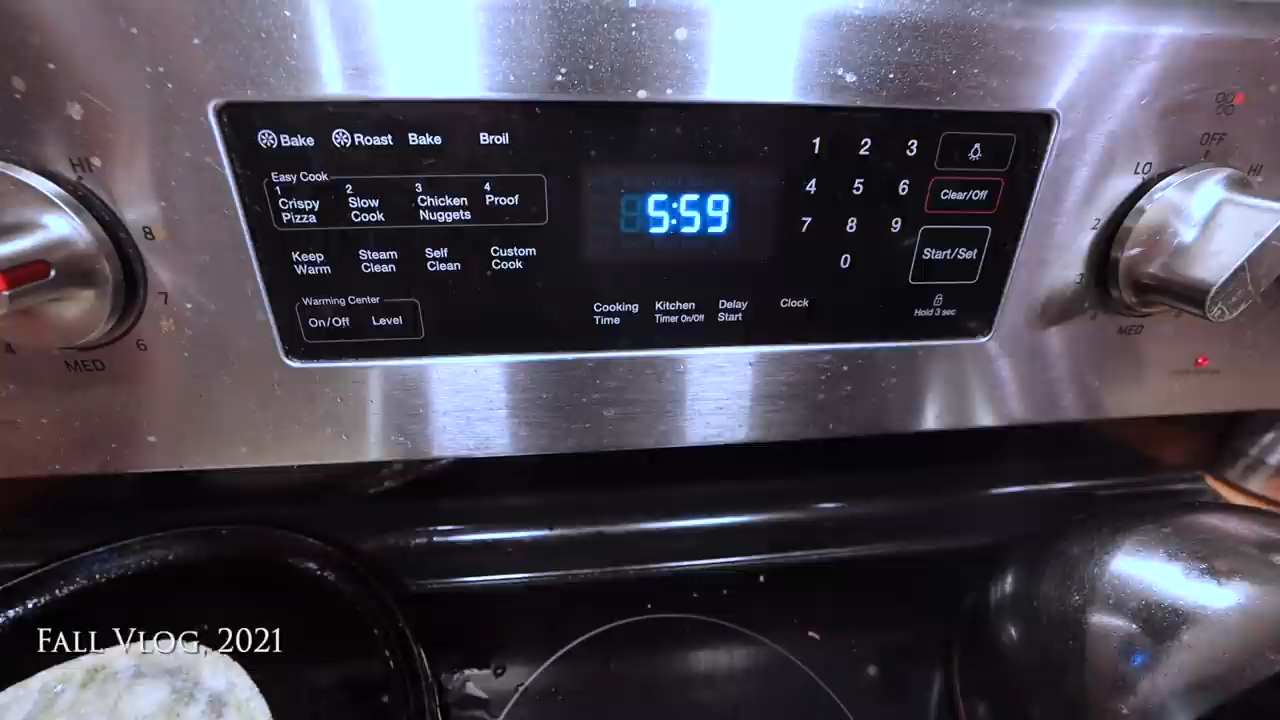 HI
8
7
6
MED
4
Bake
Roast
Bake
Broil
Easy Cook
1
Crispy
Pizza
2
Slow
Cook
3
Chicken
Nuggets
4
Proof
Keep
Warm
Steam
Clean
Self
Clean
Custom
Cook
Warming Center
On/Off
Level
5:59
Cooking
Time
Kitchen
Timer On/Off
Delay
Start
Clock
1 2 3
4 5 6
7 8 9
0
Clear/Off
Start/Set
Hold 3 sec
OFF
LO
HI
2
3
MED
FALL VLOG, 2021